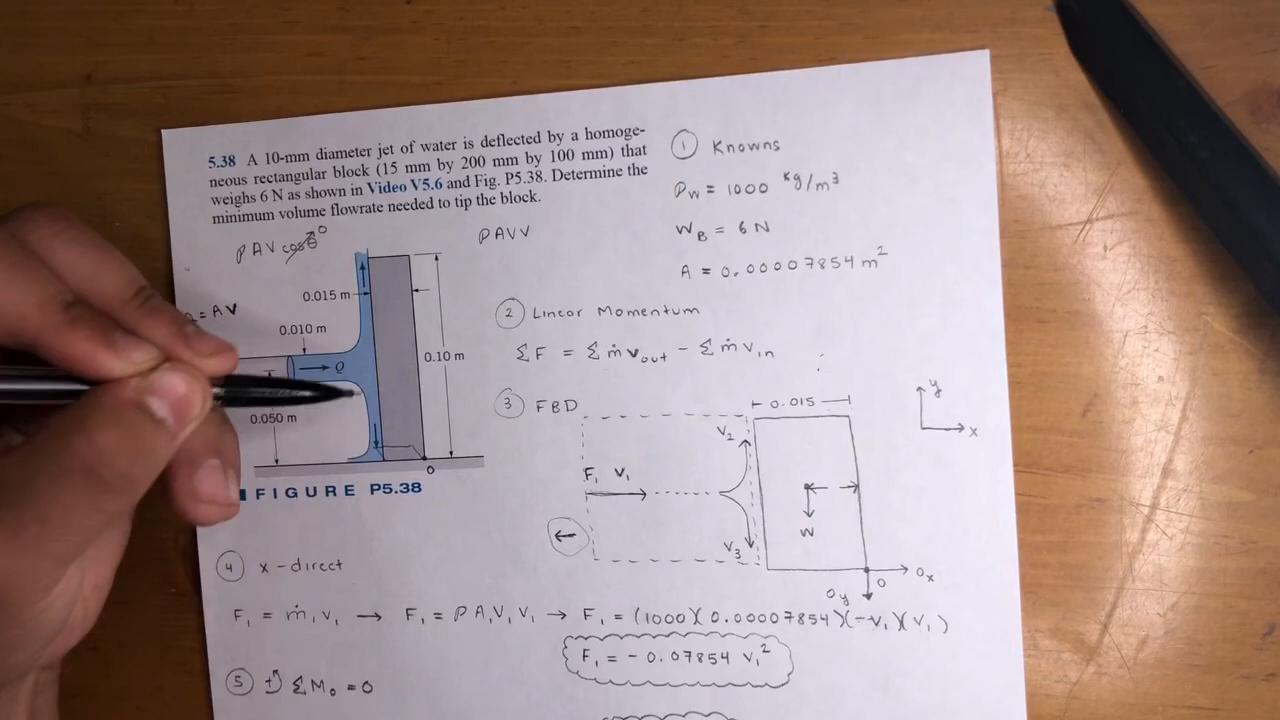 5.38 A 10-mm diameter jet of water is deflected by a homoge-
neous rectangular block (15 mm by 200 mm by 100 mm) that
weighs 6 N as shown in Video V5.6 and Fig. P5.38. Determine the
minimum volume flowrate needed to tip the block.
ρAV cosθ 0
ρAVV
= AV
0.015 m
0.010 m
Q
0.10 m
0.050 m
O
FIGURE P5.38
① Knowns
ρw = 1000 kg/m³
WB = 6 N
A = 0.00007854 m²
② Linear Momentum
ΣF = Σṁvout − Σṁvin
③ FBD
0.015
y
x
V2
F1 V1
W
V3
O
Ox
Oy
④ x-direct
F1 = ṁ1v1 → F1 = ρA1V1V1 → F1 = (1000)(0.00007854)(-v1)(v1)
F1 = -0.07854 v1²
⑤ ΣMo = 0